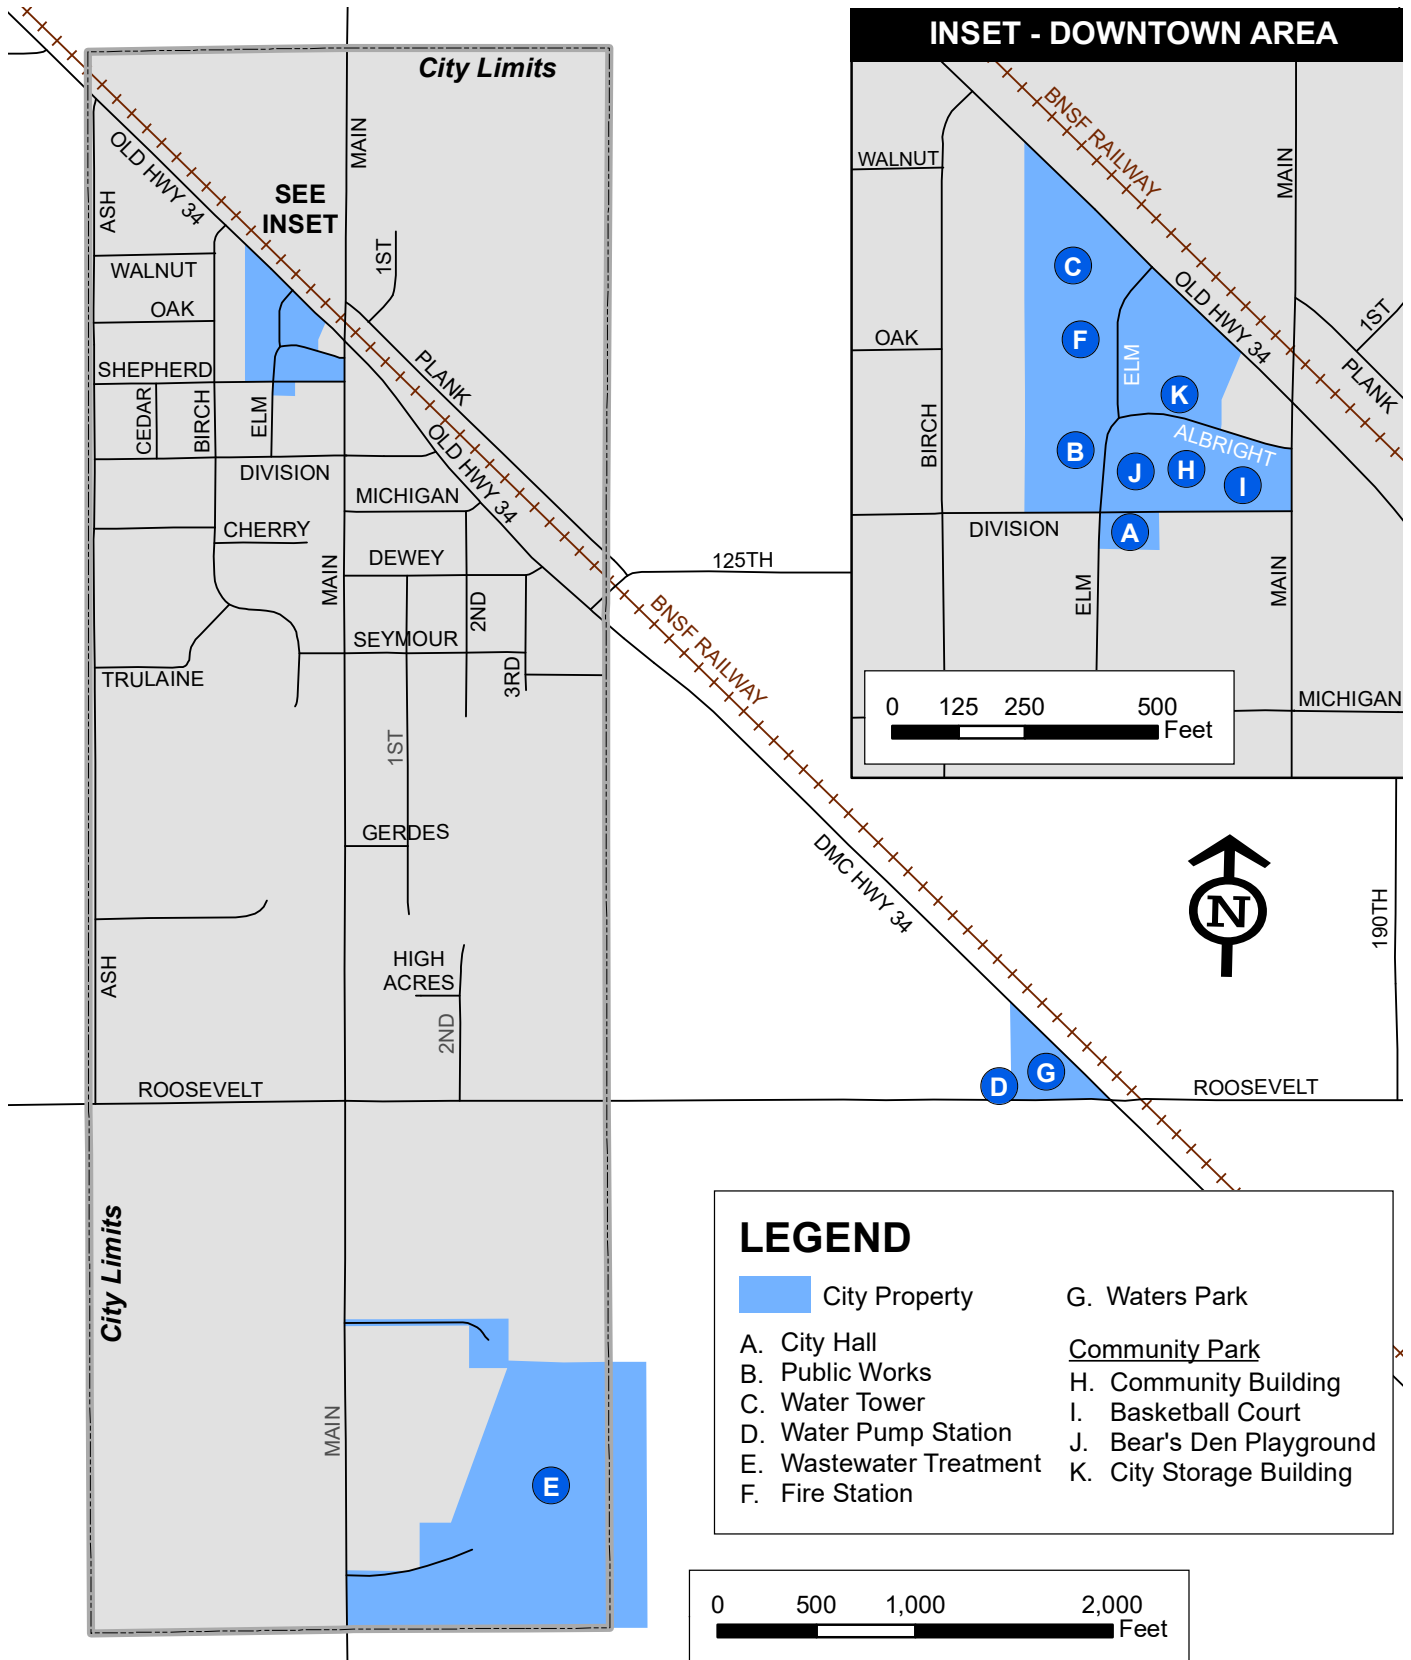 INSET - DOWNTOWN AREA
City Limits
MAIN
OLD HWY 34
ASH
SEE
INSET
1ST
WALNUT
OAK
SHEPHERD
CEDAR
BIRCH
ELM
PLANK
OLD HWY 34
DIVISION
MICHIGAN
CHERRY
DEWEY
MAIN
2ND
125TH
SEYMOUR
3RD
BNSF RAILWAY
TRULAINE
1ST
GERDES
DMC HWY 34
HIGH
ACRES
ASH
2ND
ROOSEVELT
D
G
ROOSEVELT
190TH
N
City Limits
MAIN
E
BNSF RAILWAY
MAIN
WALNUT
C
OLD HWY 34
1ST
OAK
F
ELM
PLANK
K
BIRCH
ALBRIGHT
B
J
H
I
DIVISION
A
ELM
MAIN
MICHIGAN
0 125 250 500
Feet
LEGEND
City Property
A. City Hall
B. Public Works
C. Water Tower
D. Water Pump Station
E. Wastewater Treatment
F. Fire Station
G. Waters Park
Community Park
H. Community Building
I. Basketball Court
J. Bear's Den Playground
K. City Storage Building
0 500 1,000 2,000
Feet